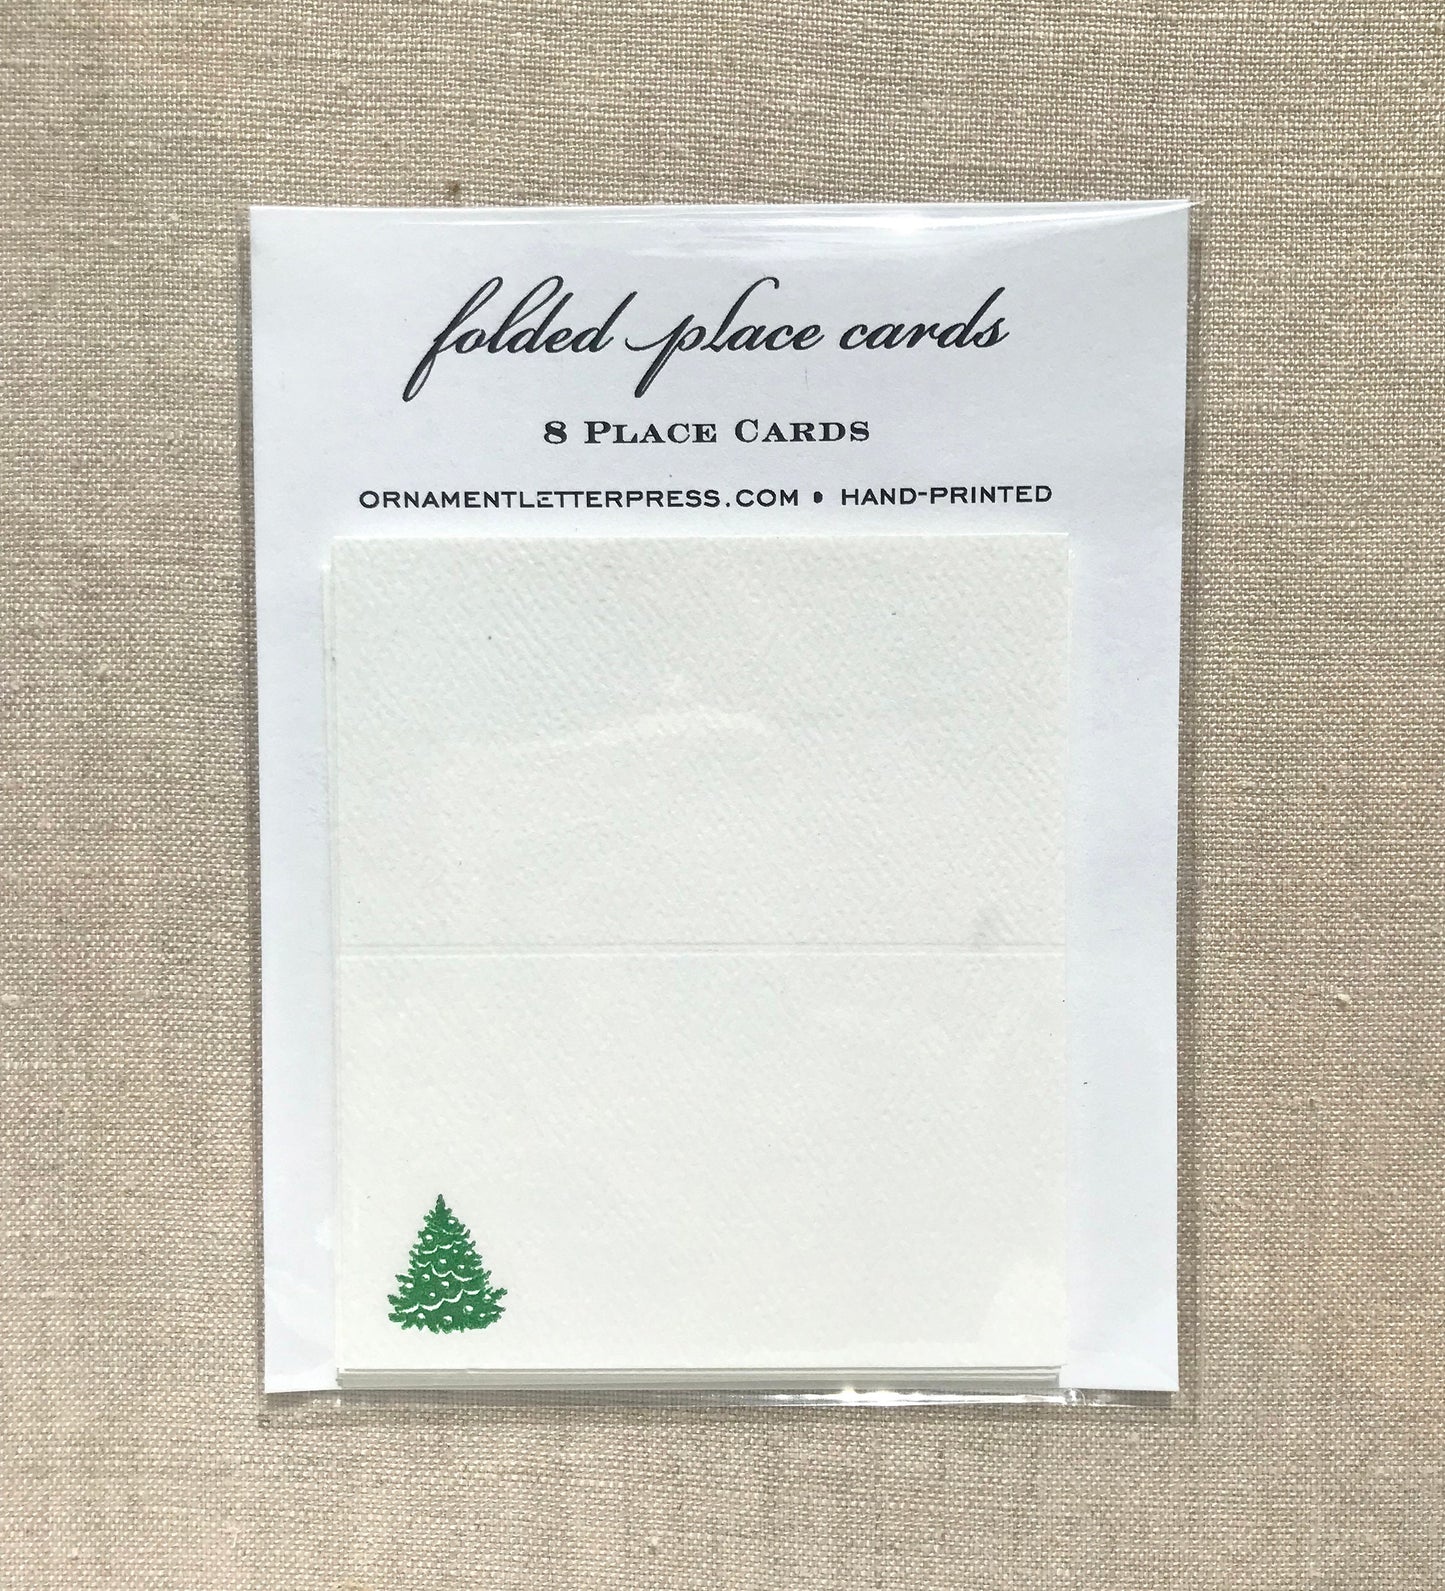 folded place cards
8 PLACE CARDS
ORNAMENTLETTERPRESS.COM • HAND-PRINTED